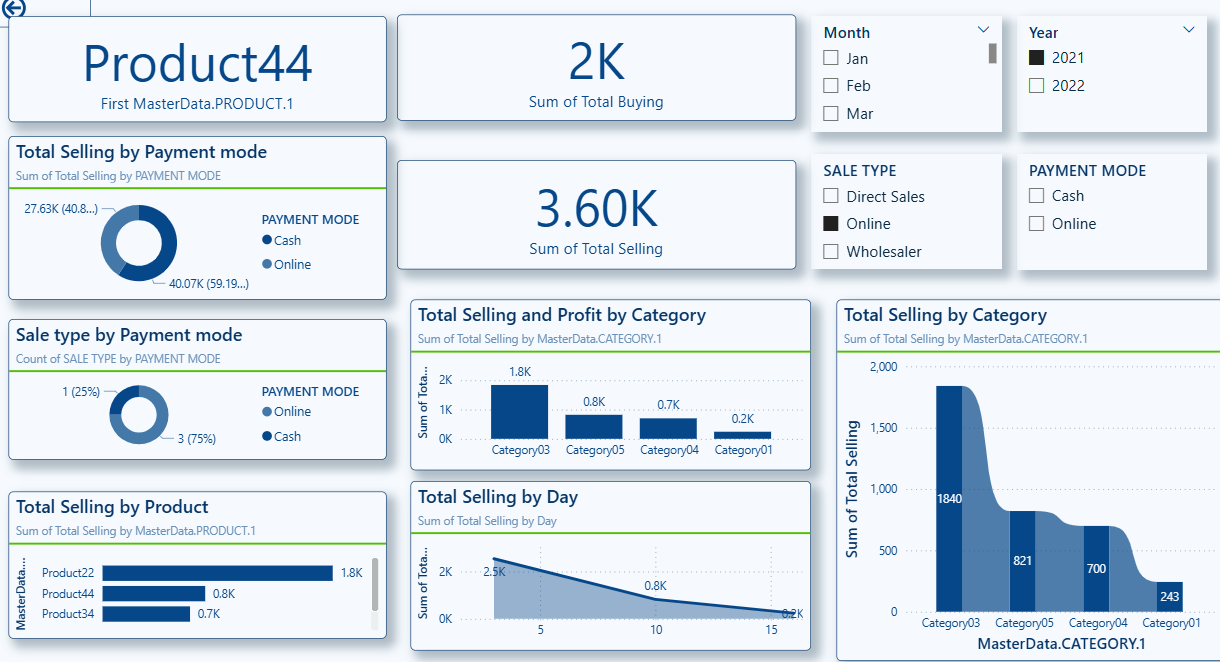 Product44
First MasterData.PRODUCT.1
2K
Sum of Total Buying
Month
Jan
Feb
Mar
Year
2021
2022
Total Selling by Payment mode
Sum of Total Selling by PAYMENT MODE
27.63K (40.8...)
40.07K (59.19...)
PAYMENT MODE
Cash
Online
3.60K
Sum of Total Selling
SALE TYPE
Direct Sales
Online
Wholesaler
PAYMENT MODE
Cash
Online
Sale type by Payment mode
Count of SALE TYPE by PAYMENT MODE
1 (25%)
3 (75%)
PAYMENT MODE
Online
Cash
Total Selling and Profit by Category
Sum of Total Selling by MasterData.CATEGORY.1
Sum of Tota...
2K
1K
0K
1.8K
0.8K
0.7K
0.2K
Category03
Category05
Category04
Category01
Total Selling by Category
Sum of Total Selling by MasterData.CATEGORY.1
Sum of Total Selling
2,000
1,500
1,000
500
0
1840
821
700
243
Category03
Category05
Category04
Category01
MasterData.CATEGORY.1
Total Selling by Product
Sum of Total Selling by MasterData.PRODUCT.1
MasterData....
Product22
1.8K
Product44
0.8K
Product34
0.7K
Total Selling by Day
Sum of Total Selling by Day
Sum of Tota...
2K
0K
2.5K
0.8K
0.2K
5
10
15